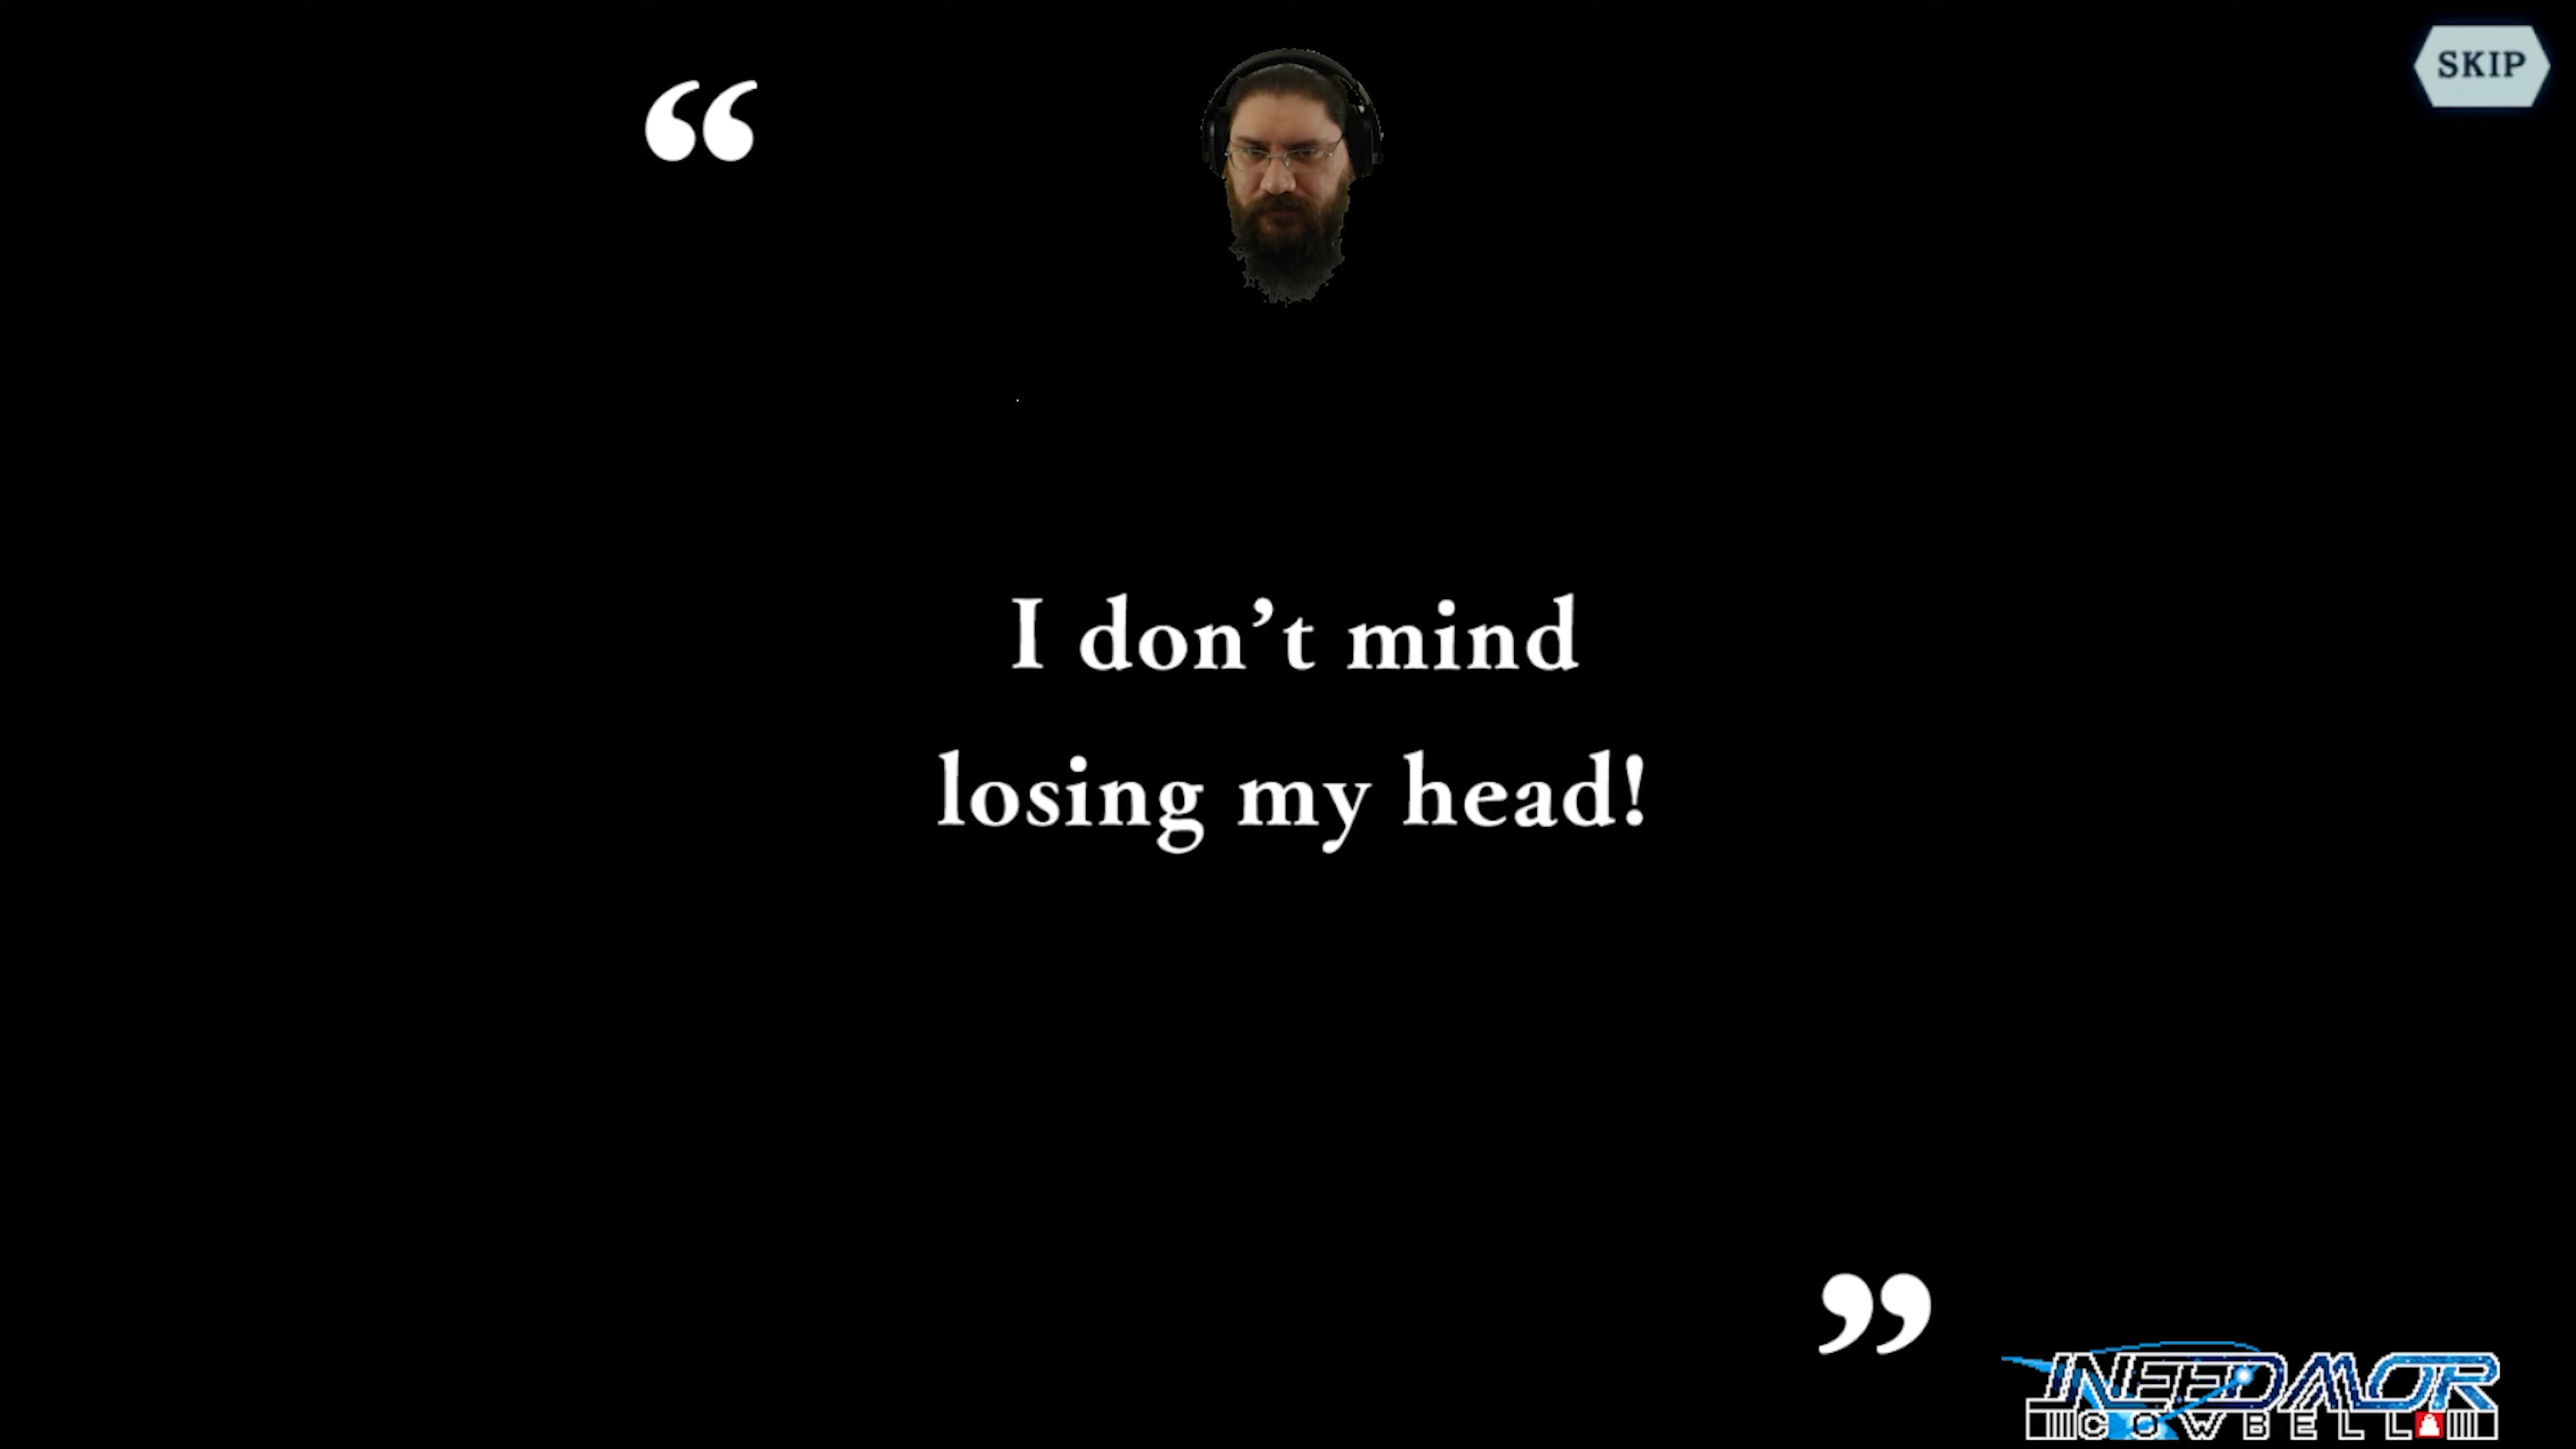 “
SKIP
I don’t mind
losing my head!
”
INEEDMOR
COWBELL